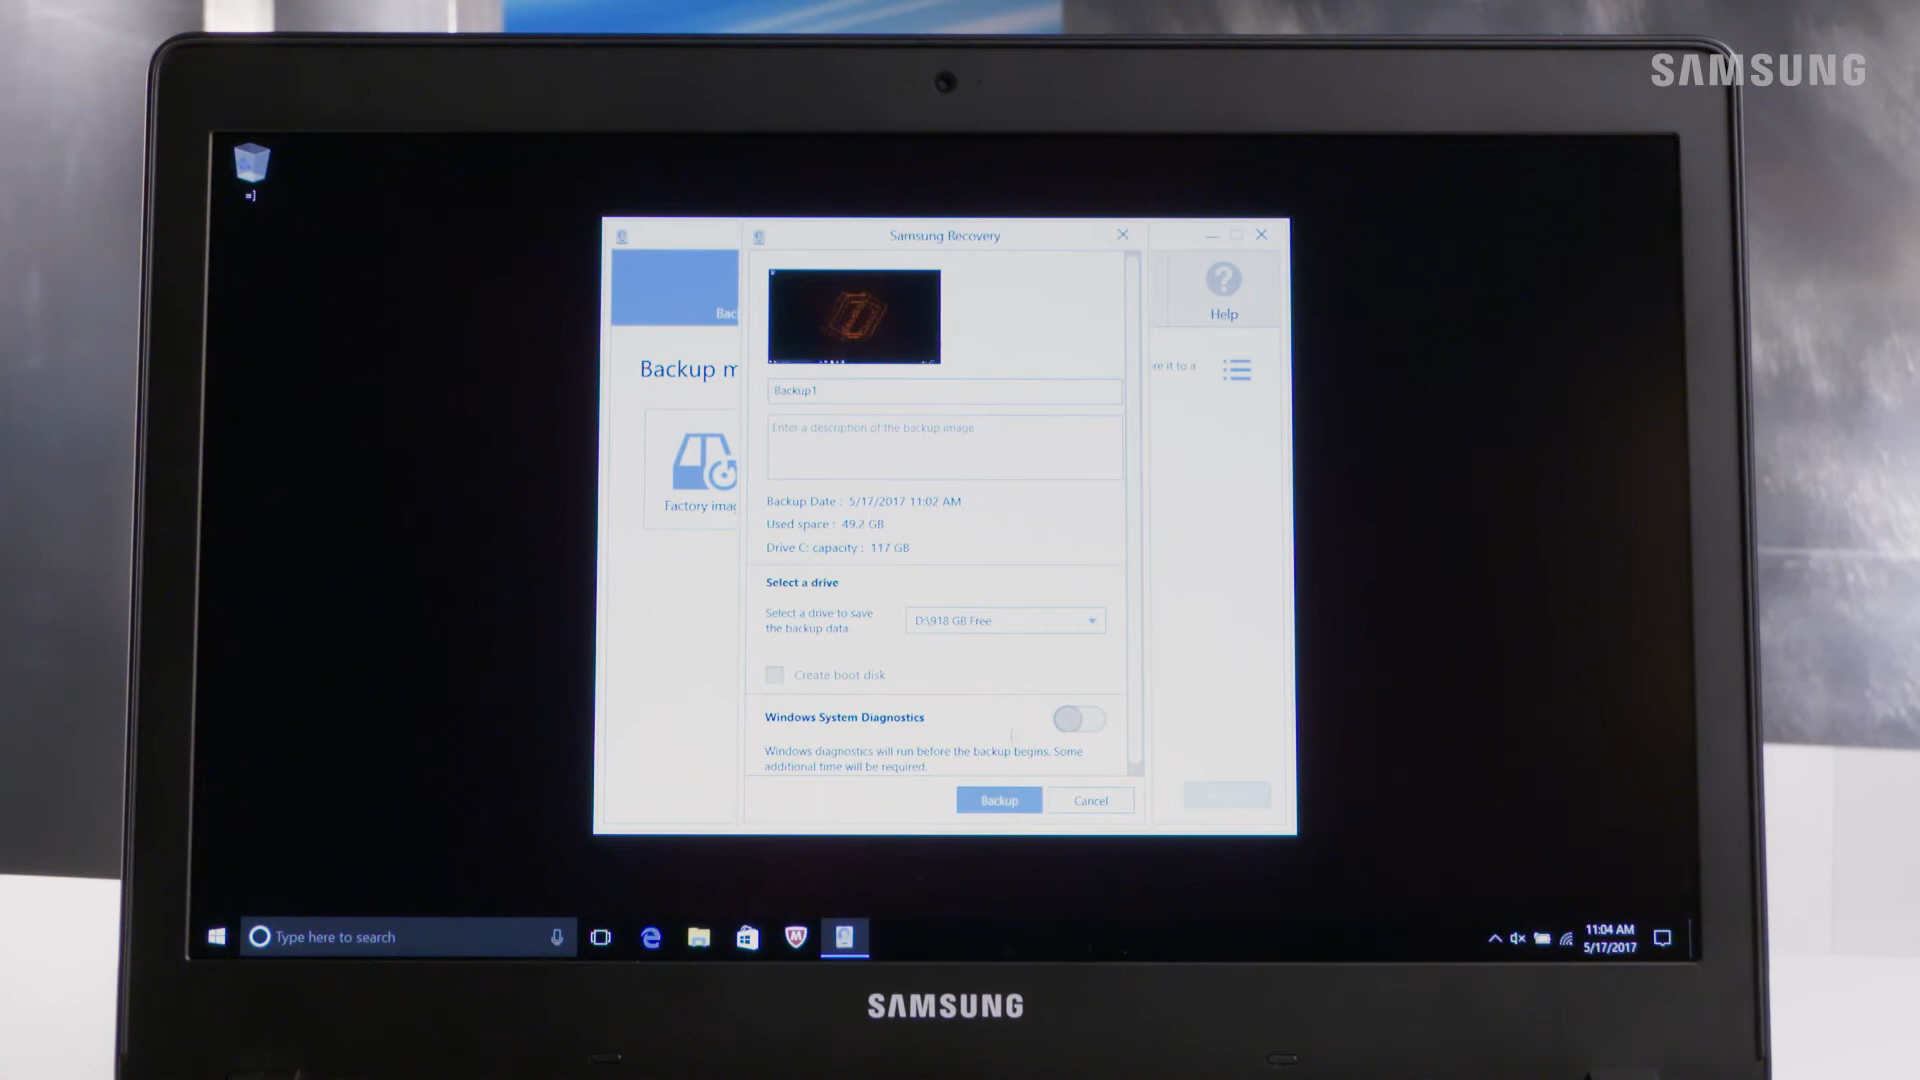 SAMSUNG
=]
Samsung Recovery
Bac
Help
Backup m
re it to a
Backup1
Enter a description of the backup image
Factory imag
Backup Date : 5/17/2017 11:02 AM
Used space : 49.2 GB
Drive C: capacity : 117 GB
Select a drive
Select a drive to save
the backup data
D:\918 GB Free
Create boot disk
Windows System Diagnostics
Windows diagnostics will run before the backup begins. Some
additional time will be required.
Backup
Cancel
Type here to search
11:04 AM
5/17/2017
SAMSUNG